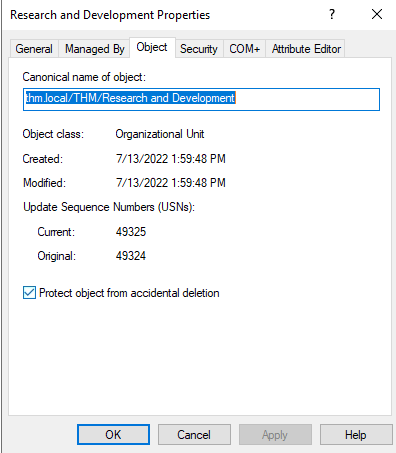 Research and Development Properties
General Managed By Object Security COM+ Attribute Editor
Canonical name of object:
thm.local/THM/Research and Development
Object class: Organizational Unit
Created: 7/13/2022 1:59:48 PM
Modified: 7/13/2022 1:59:48 PM
Update Sequence Numbers (USNs):
Current: 49325
Original: 49324
Protect object from accidental deletion
OK Cancel Apply Help